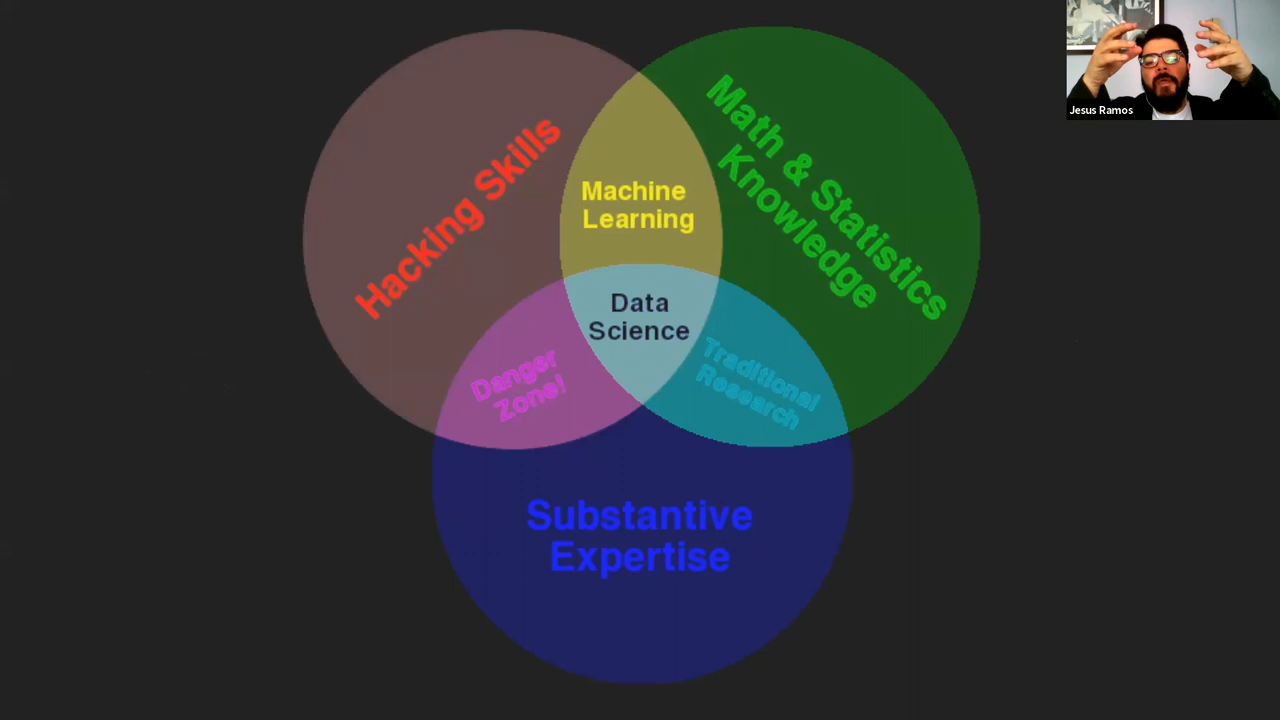 Jesus Ramos
Hacking Skills
Math & Statistics
Knowledge
Machine
Learning
Data
Science
Danger
Zone!
Traditional
Research
Substantive
Expertise